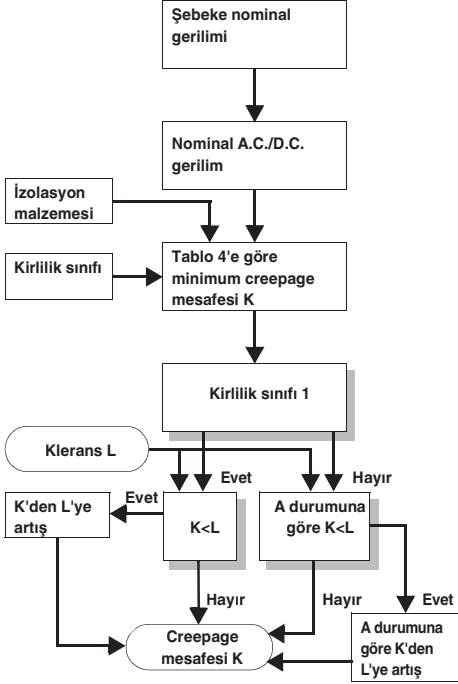 Şebeke nominal
gerilimi
Nominal A.C./D.C.
gerilim
İzolasyon
malzemesi
Kirlilik sınıfı
Tablo 4'e göre
minimum creepage
mesafesi K
Kirlilik sınıfı 1
Klerans L
Evet
Hayır
K'den L'ye
artış
Evet
K<L
A durumuna
göre K<L
Hayır
Hayır
Evet
Creepage
mesafesi K
A durumuna
göre K'den
L'ye artış